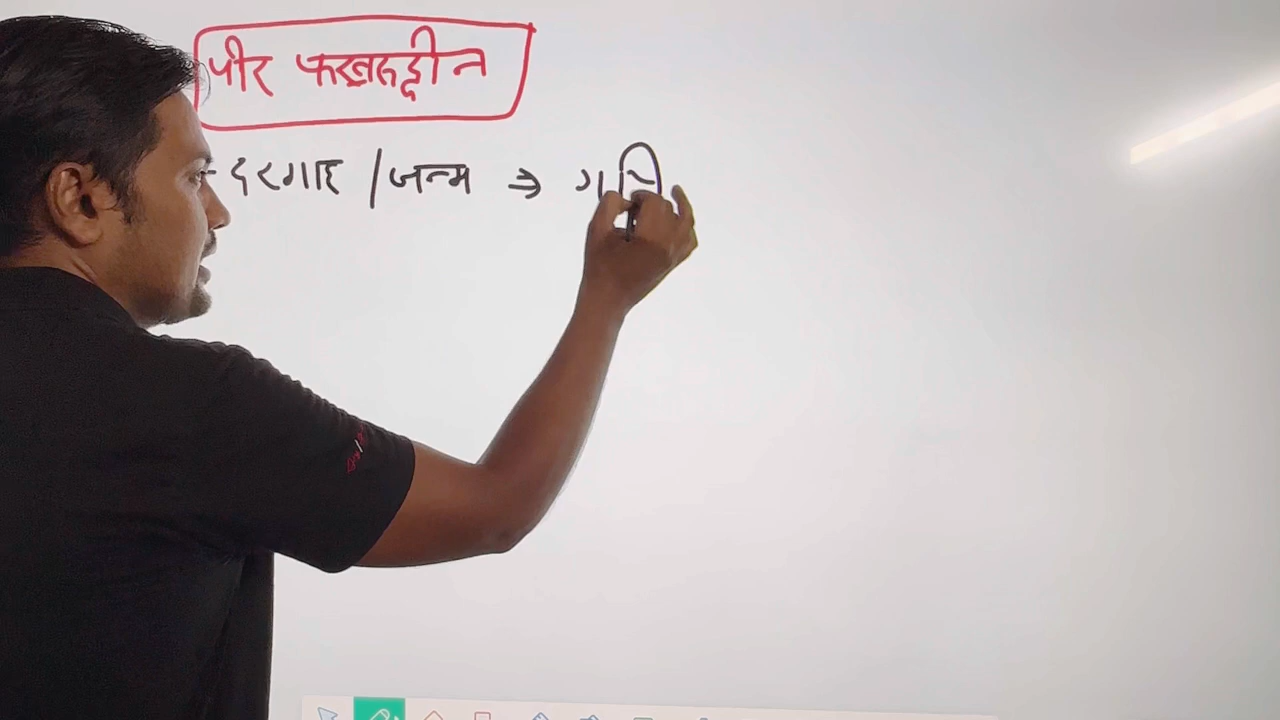 पीर फखरुद्दीन
- दरगाह / जन्म ⇒